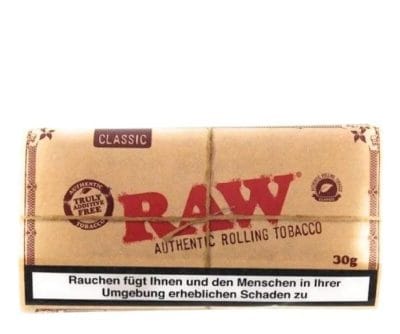 CLASSIC
AUTHENTIC
TRULY
ADDITIVE
FREE
TOBACCO
RAW
AUTHENTIC ROLLING TOBACCO
CLASSIC
30g
Rauchen fügt Ihnen und den Menschen in Ihrer
Umgebung erheblichen Schaden zu